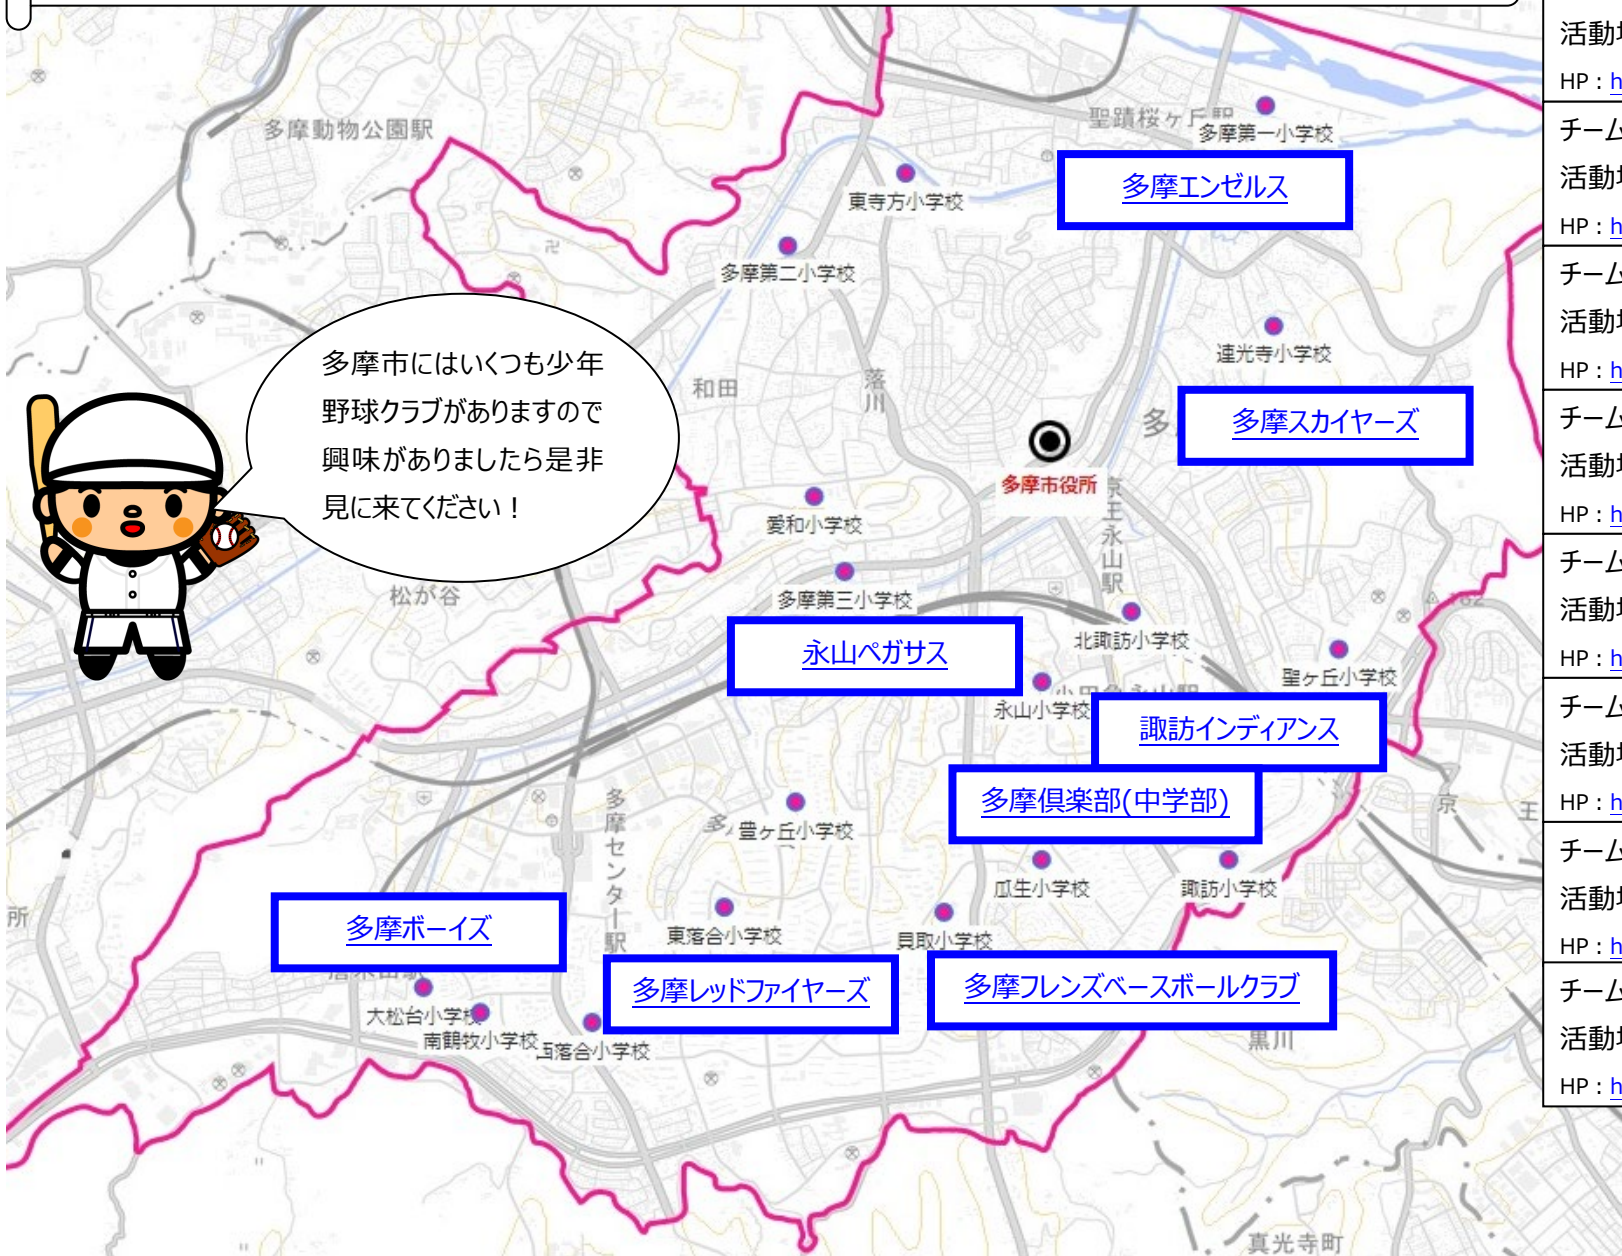 活動
HP：h
多摩動物公園駅
聖蹟桜ヶ丘駅
多摩第一小学校
チーム
多摩エンゼルス
活動
東寺方小学校
HP：h
多摩第二小学校
チーム
活動
連光寺小学校
HP：h
多摩市にはいくつも少年
野球クラブがありますので
興味がありましたら是非
見に来てください！
和田
落川
多
多摩スカイヤーズ
チーム
活動
多摩市役所
京王永山駅
愛和小学校
HP：h
チーム
松が谷
多摩第三小学校
活動
北諏訪小学校
永山ペガサス
HP：h
聖ヶ丘小学校
永山小学校
チーム
諏訪インディアンス
活動
多摩倶楽部(中学部)
HP：h
多摩センター駅
豊ヶ丘小学校
京
王
チーム
瓜生小学校
諏訪小学校
活動
所
多摩ボーイズ
東落合小学校
貝取小学校
HP：h
多摩レッドファイヤーズ
多摩フレンズベースボールクラブ
チーム
大松台小学校
南鶴牧小学校
西落合小学校
活動
黒川
HP：h
真光寺町